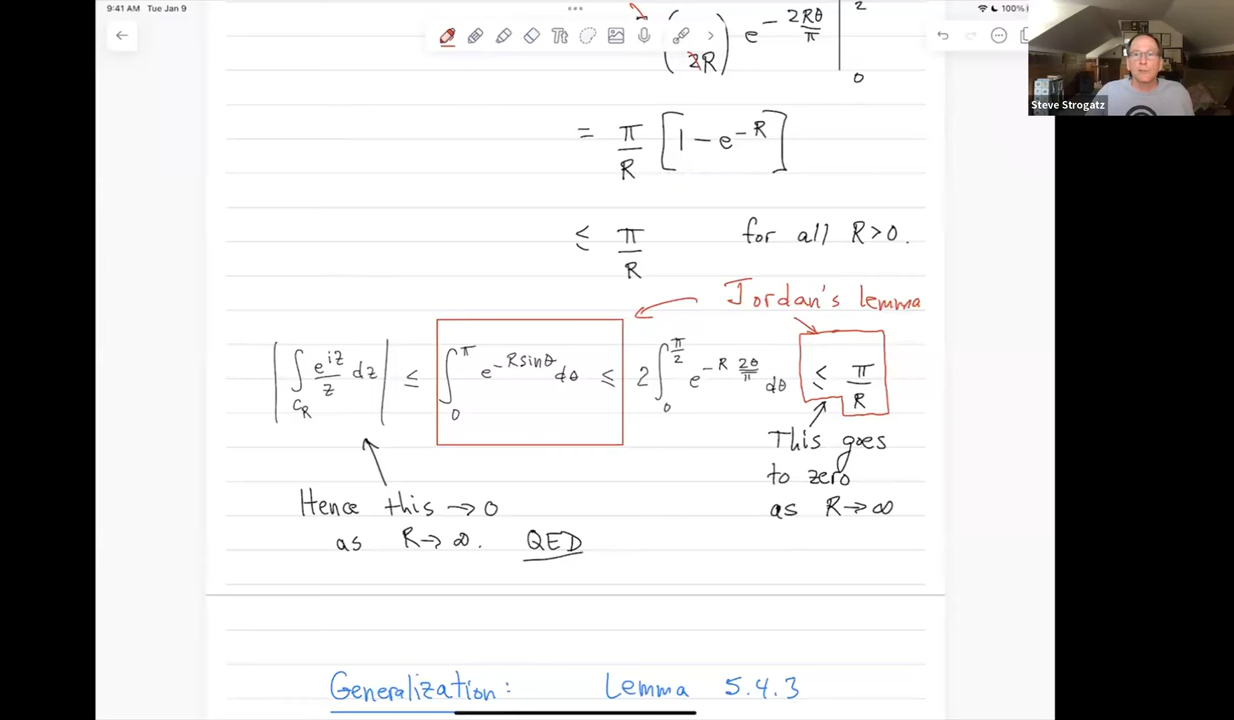 9:41 AM Tue Jan 9
100%
(2R) e^{-2Rθ/π} | 2 0
Steve Strogatz
= π/R [1 - e^{-R}]
≤ π/R for all R>0.
Jordan's lemma
|∫_{C_R} e^{iz}/z dz| ≤ ∫_0^π e^{-Rsinθ} dθ ≤ 2∫_0^{π/2} e^{-R 2θ/π} dθ ≤ π/R
This goes
to zero
as R→∞
Hence this → 0
as R→∞. QED
Generalization: Lemma 5.4.3